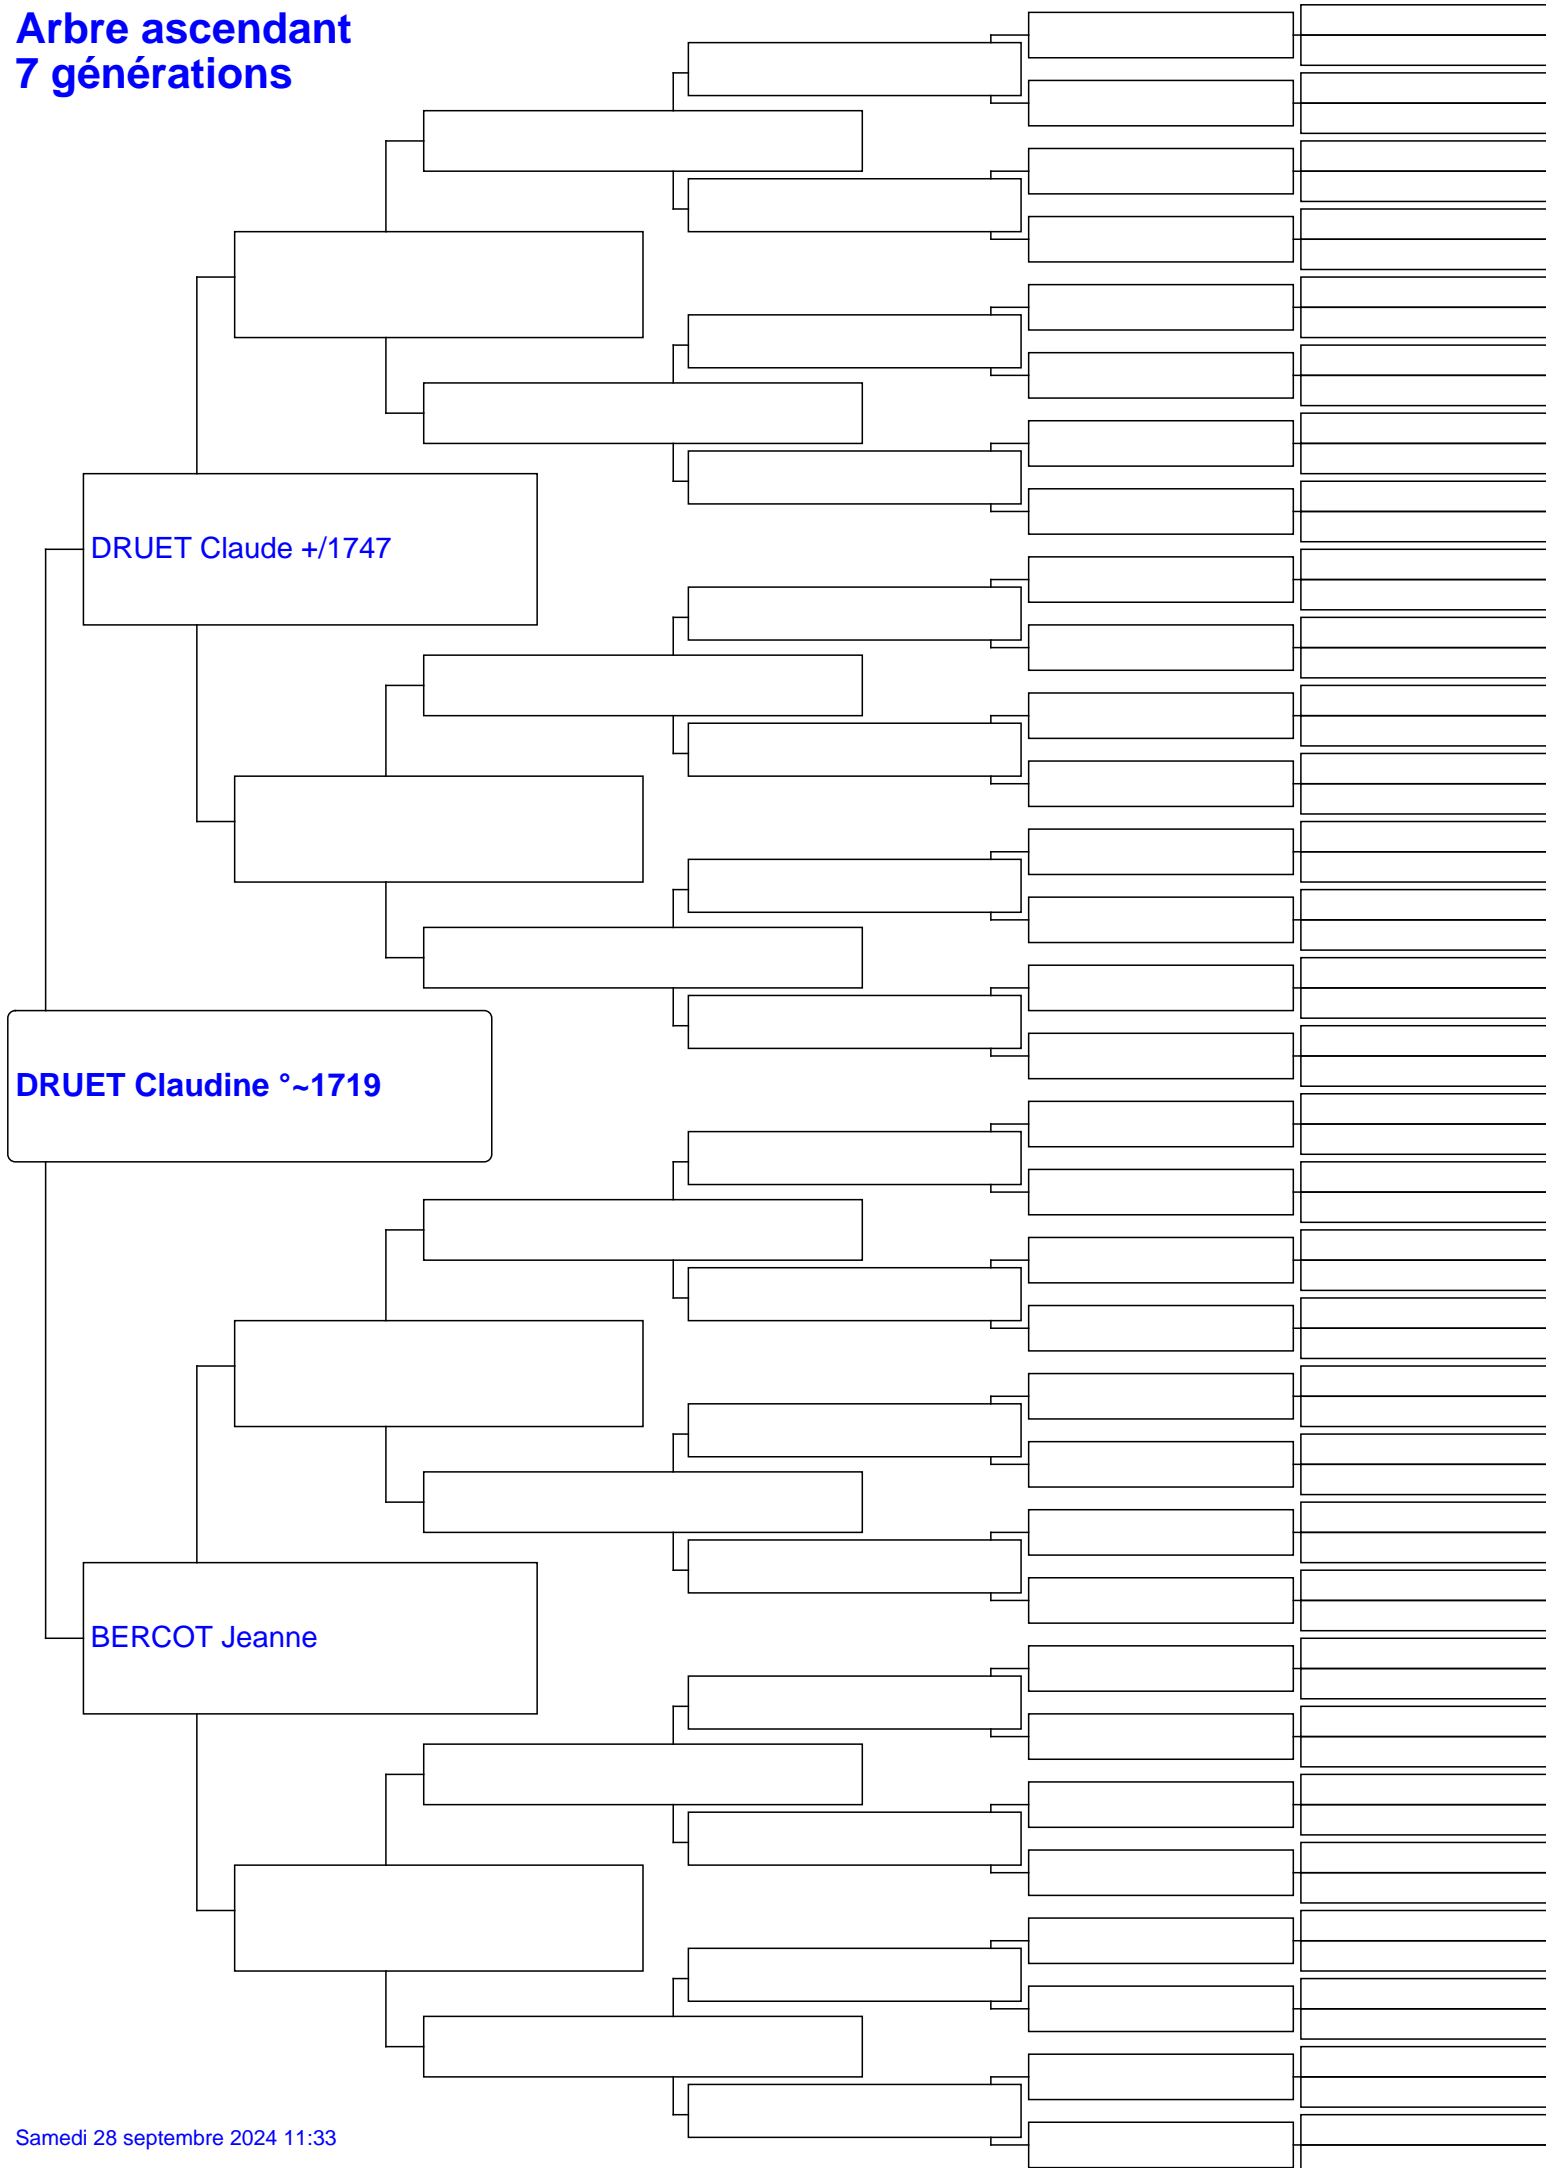 Arbre ascendant
7 générations
DRUET Claude +/1747
DRUET Claudine °~1719
BERCOT Jeanne
Samedi 28 septembre 2024 11:33